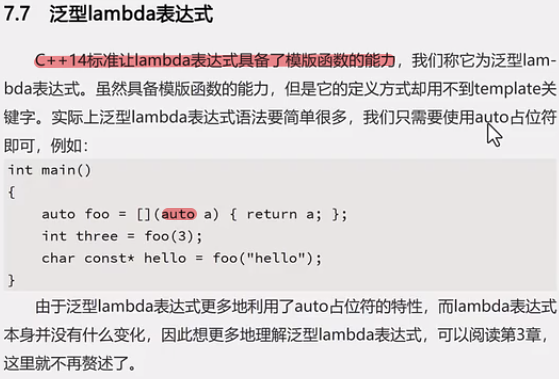 7.7 泛型lambda表达式
C++14标准让lambda表达式具备了模版函数的能力，我们称它为泛型lam-
bda表达式。虽然具备模版函数的能力，但是它的定义方式却用不到template关
键字。实际上泛型lambda表达式语法要简单很多，我们只需要使用auto占位符
即可，例如：
int main()
{
    auto foo = [](auto a) { return a; };
    int three = foo(3);
    char const* hello = foo("hello");
}
由于泛型lambda表达式更多地利用了auto占位符的特性，而lambda表达式
本身并没有什么变化，因此想更多地理解泛型lambda表达式，可以阅读第3章，
这里就不再赘述了。